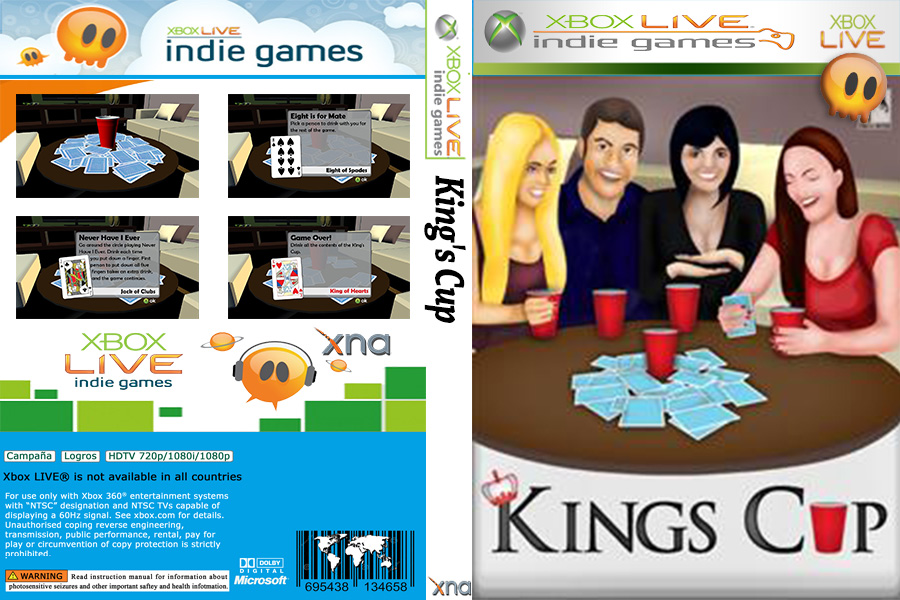 XBOX LIVE
indie games
Eight is for Mate
Pick a person to drink with you for
the rest of the game.
Eight of Spades
ok
Never Have I Ever
Go around the circle playing Never
Have I Ever. Drink each time
you put down a finger. First
person to put down all five
fingers takes an extra drink,
and the game continues.
Jack of Clubs
ok
Game Over!
Drink all the contents of the King's
Cup.
King of Hearts
ok
XBOX
LIVE
indie games
xna
Campaña
Logros
HDTV 720p/1080i/1080p
Xbox LIVE® is not available in all countries
For use only with Xbox 360® entertainment systems
with “NTSC” designation and NTSC TVs capable of
displaying a 60Hz signal. See xbox.com for details.
Unauthorised coping reverse engineering,
transmission, public performance, rental, pay for
play or circumvention of copy protection is strictly
prohibited.
WARNING Read instruction manual for information about
photosensitive seizures and other important saftey and health infotmation.
DOLBY
DIGITAL
Microsoft
695438 134658
XBOX LIVE
indie games
King's Cup
xna
XBOX LIVE
indie games
XBOX
LIVE
KINGS CUP